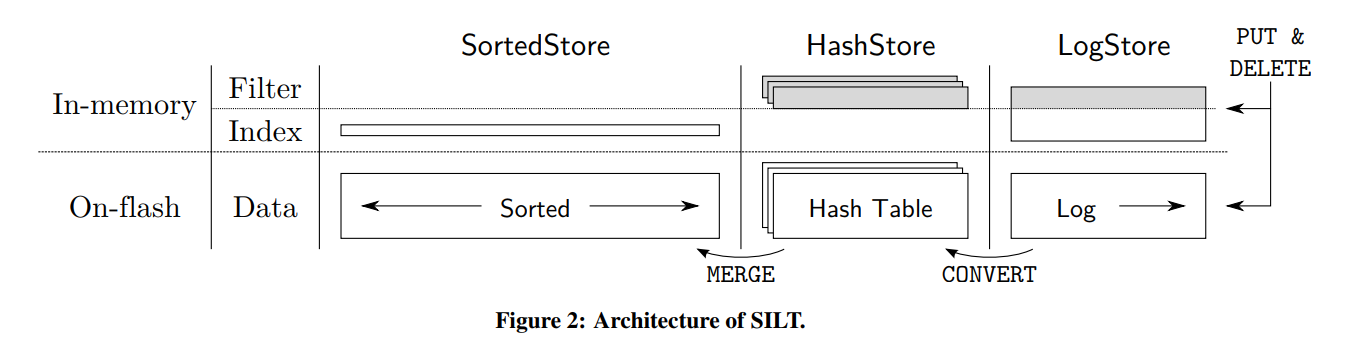 SortedStore HashStore LogStore PUT &
DELETE
In-memory Filter
Index
On-flash Data Sorted Hash Table Log
MERGE CONVERT
Figure 2: Architecture of SILT.